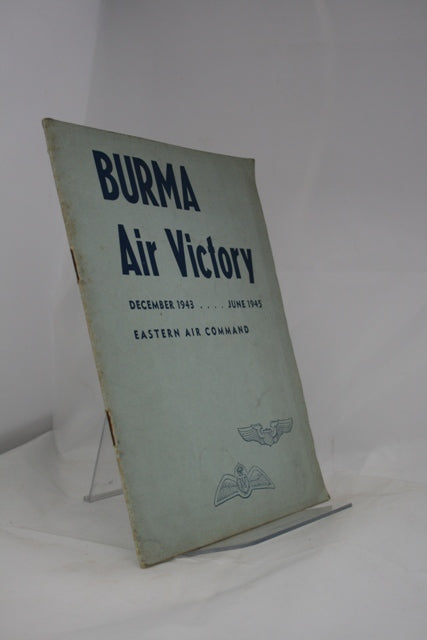 BURMA
Air Victory
DECEMBER 1943 .... JUNE 1945
EASTERN AIR COMMAND